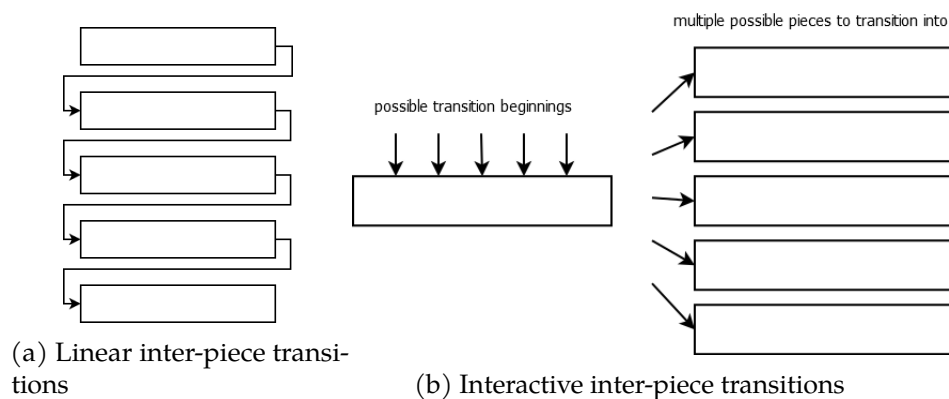 multiple possible pieces to transition into
possible transition beginnings
(a) Linear inter-piece transi-
tions
(b) Interactive inter-piece transitions